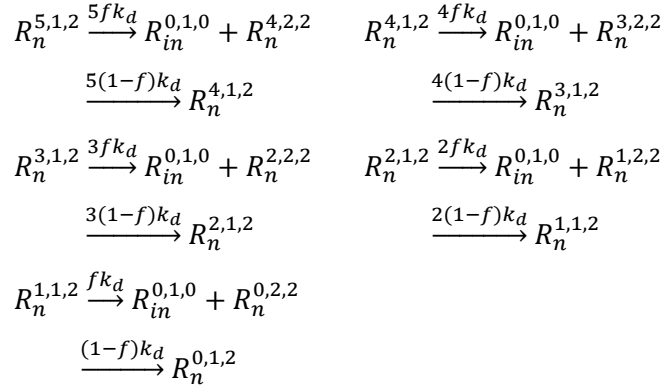 $R_n^{5,1,2} \xrightarrow{5fk_d} R_{in}^{0,1,0} + R_n^{4,2,2}$ $R_n^{4,1,2} \xrightarrow{4fk_d} R_{in}^{0,1,0} + R_n^{3,2,2}$
$\xrightarrow{5(1-f)k_d} R_n^{4,1,2}$ $\xrightarrow{4(1-f)k_d} R_n^{3,1,2}$
$R_n^{3,1,2} \xrightarrow{3fk_d} R_{in}^{0,1,0} + R_n^{2,2,2}$ $R_n^{2,1,2} \xrightarrow{2fk_d} R_{in}^{0,1,0} + R_n^{1,2,2}$
$\xrightarrow{3(1-f)k_d} R_n^{2,1,2}$ $\xrightarrow{2(1-f)k_d} R_n^{1,1,2}$
$R_n^{1,1,2} \xrightarrow{fk_d} R_{in}^{0,1,0} + R_n^{0,2,2}$
$\xrightarrow{(1-f)k_d} R_n^{0,1,2}$